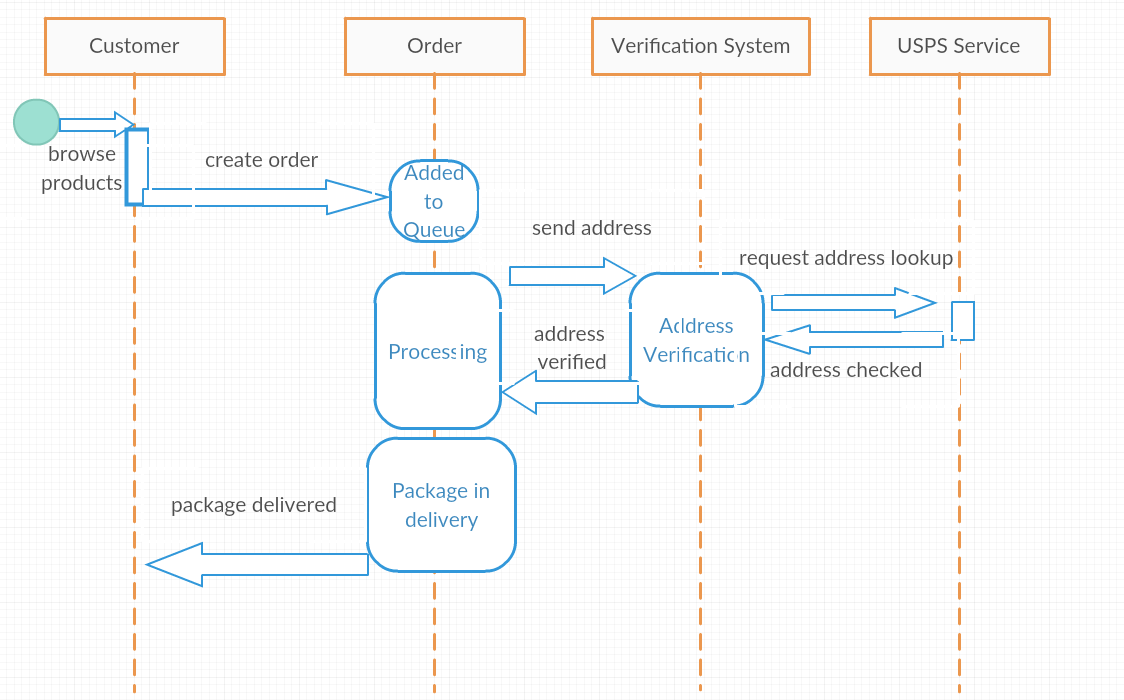 Customer
Order
Verification System
USPS Service
browse
products
create order
Added
to
Queue
send address
request address lookup
Processing
address
verified
Address
Verification
address checked
Package in
delivery
package delivered